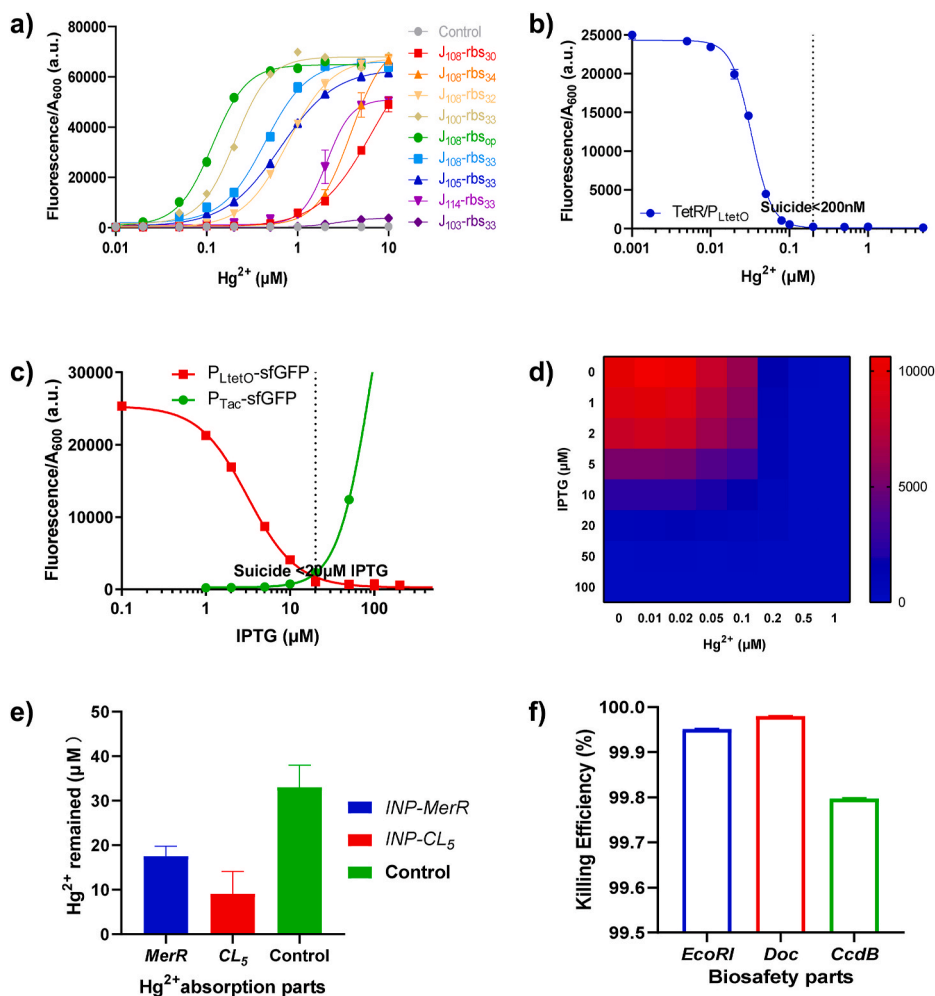 a)
Fluorescence/A600 (a.u.)
80000
60000
40000
20000
0
0.01 0.1 1 10
Hg2+ (µM)
Control
J108-rbs30
J108-rbs34
J108-rbs32
J100-rbs33
J108-rbsop
J108-rbs33
J105-rbs33
J114-rbs33
J103-rbs33
b)
Fluorescence/A600 (a.u.)
25000
20000
15000
10000
5000
0
TetR/PLtetO
Suicide<200nM
0.001 0.01 0.1 1
Hg2+ (µM)
c)
Fluorescence/A600 (a.u.)
30000
20000
10000
0
PLtetO-sfGFP
PTac-sfGFP
Suicide <20µM IPTG
0.1 1 10 100
IPTG (µM)
d)
IPTG (µM)
0
1
2
5
10
20
50
100
0 0.01 0.02 0.05 0.1 0.2 0.5 1
Hg2+ (µM)
10000
5000
0
e)
Hg2+ remained (µM )
50
40
30
20
10
0
MerR CL5 Control
Hg2+absorption parts
INP-MerR
INP-CL5
Control
f)
Killing Efficiency (%)
100.0
99.9
99.8
99.7
99.6
99.5
EcoRI Doc CcdB
Biosafety parts